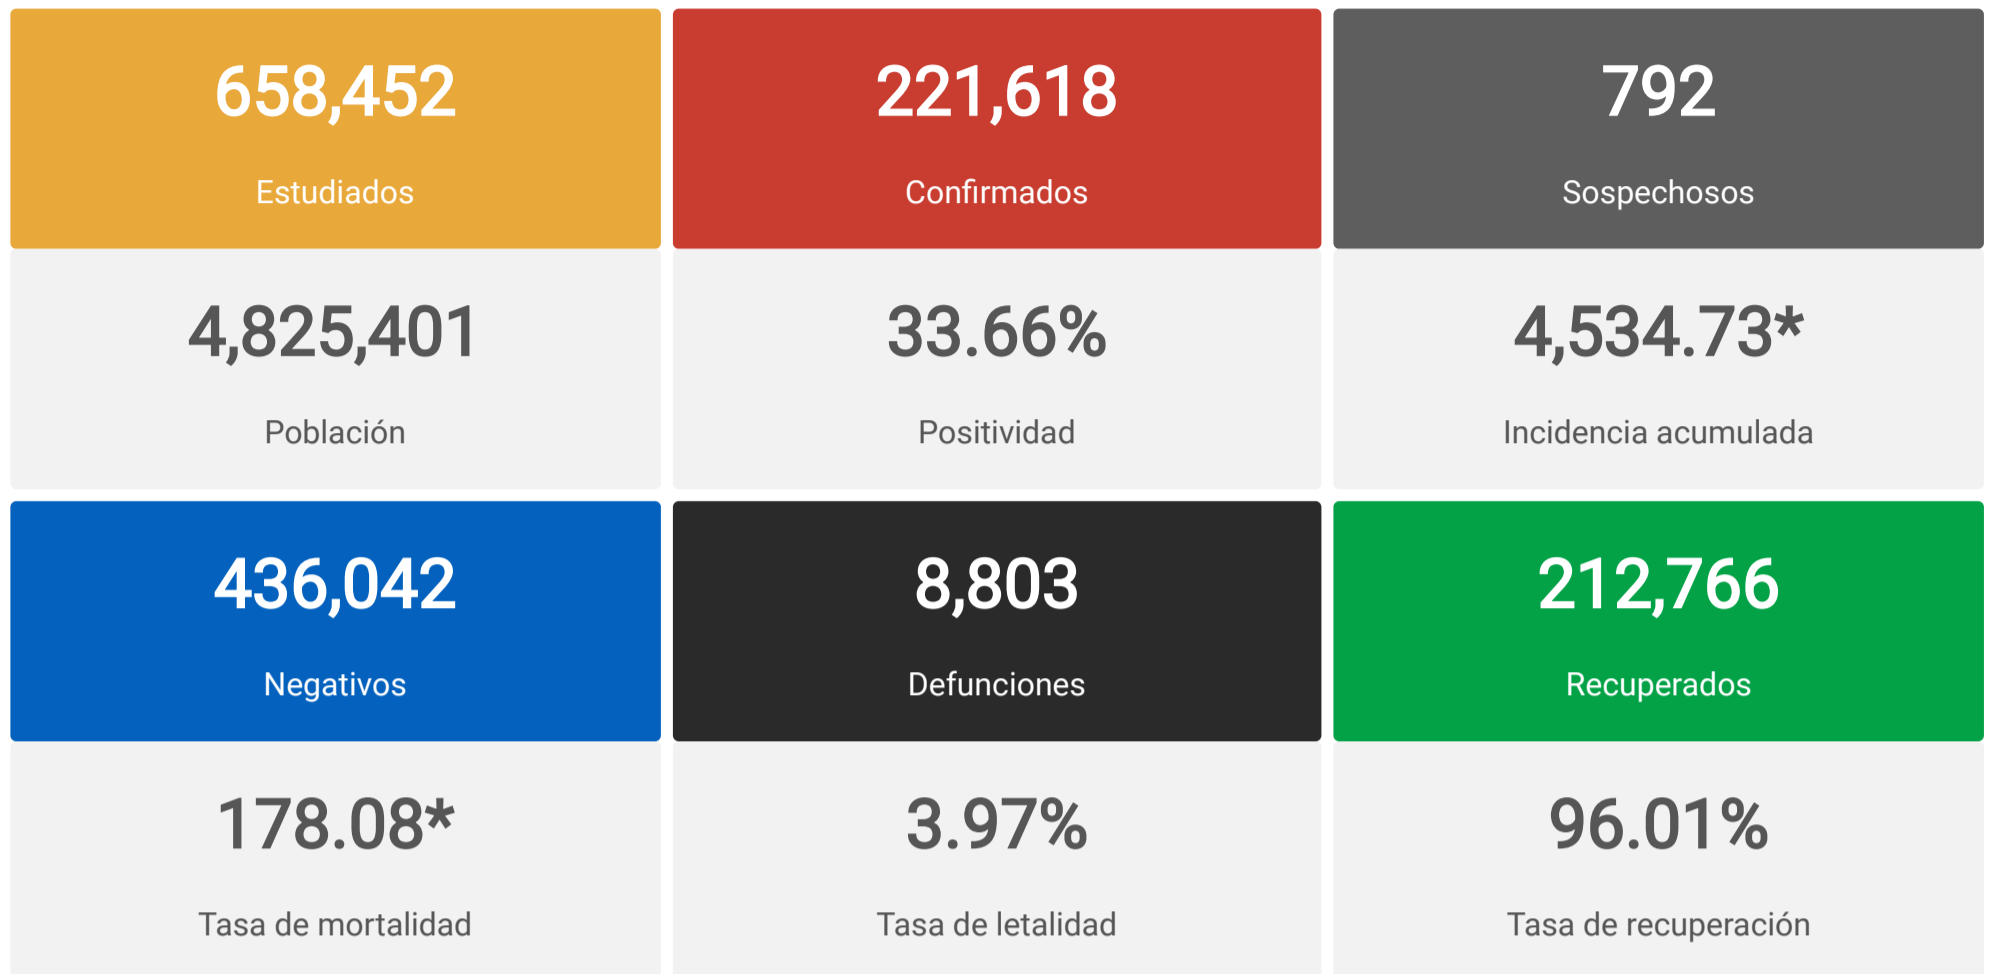 658,452
Estudiados
221,618
Confirmados
792
Sospechosos
4,825,401
Población
33.66%
Positividad
4,534.73*
Incidencia acumulada
436,042
Negativos
8,803
Defunciones
212,766
Recuperados
178.08*
Tasa de mortalidad
3.97%
Tasa de letalidad
96.01%
Tasa de recuperación